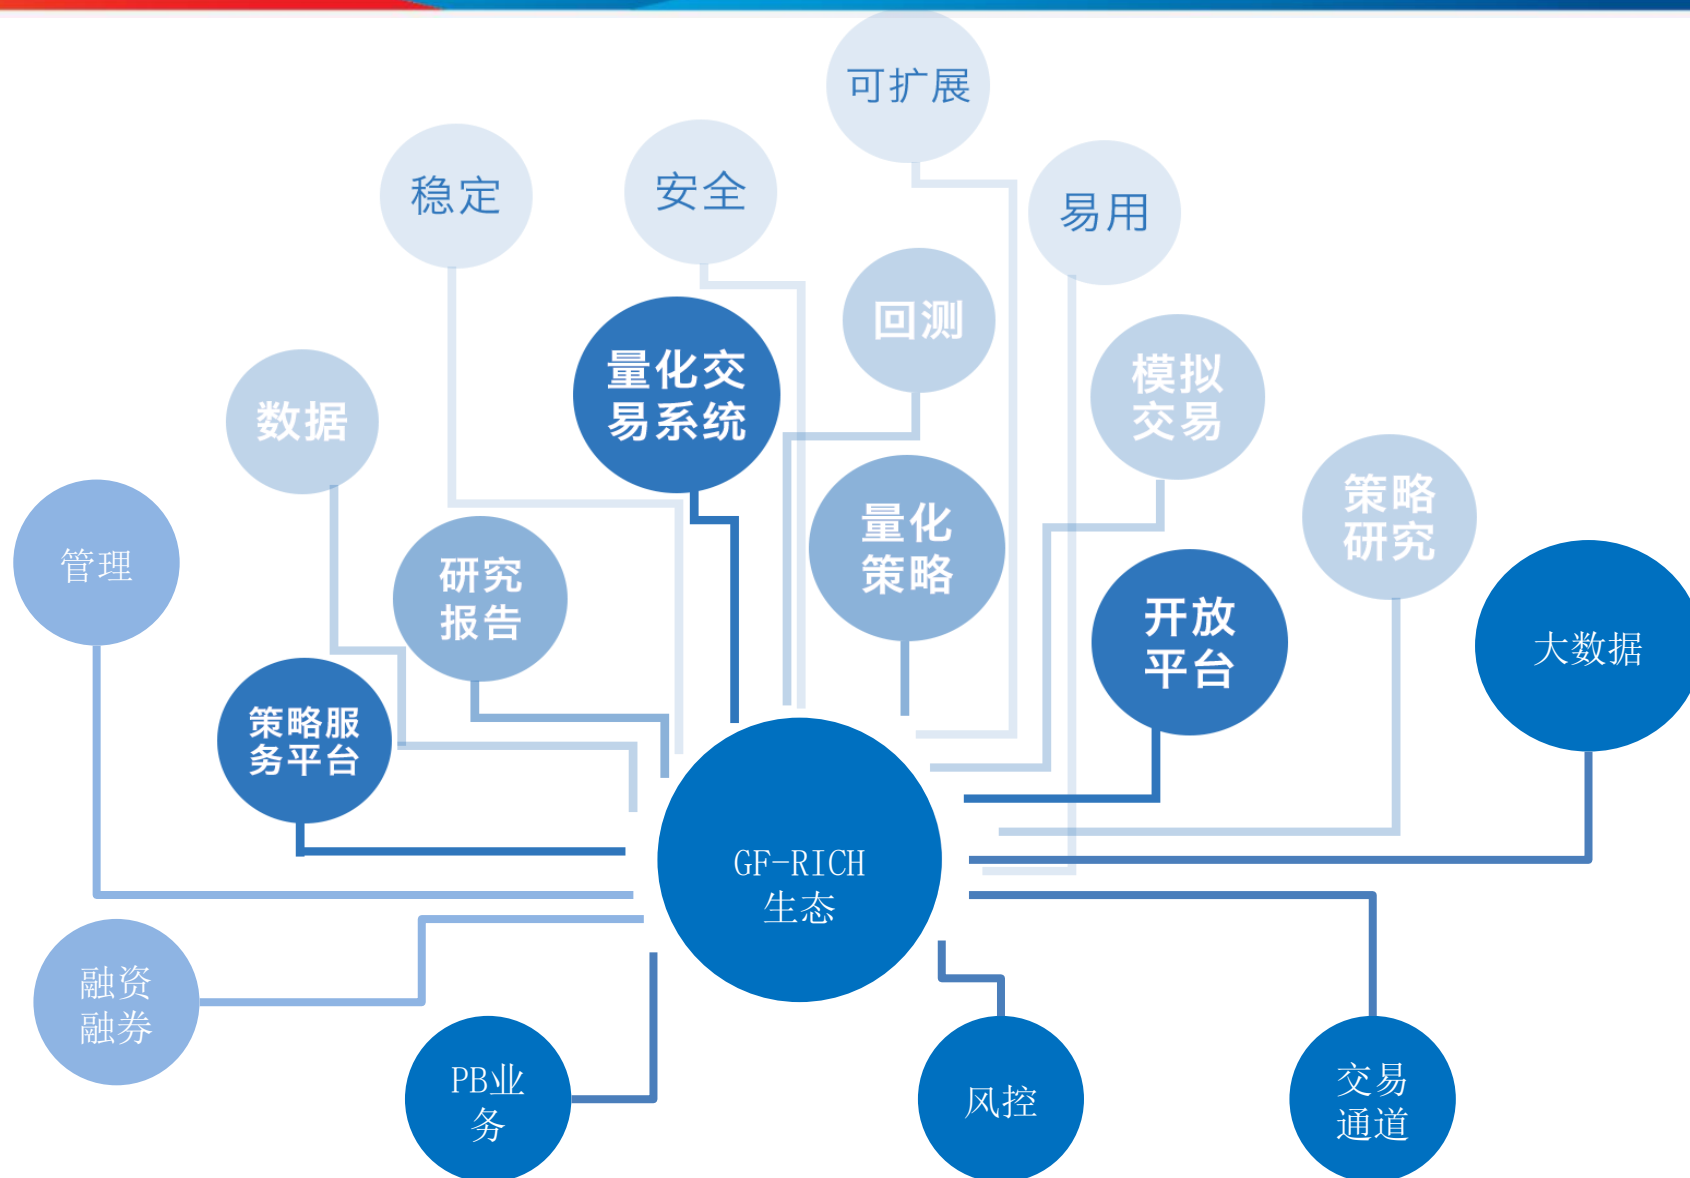 可扩展
稳定
安全
易用
回测
量化交
易系统
模拟
交易
数据
策略
研究
量化
策略
管理
研究
报告
开放
平台
大数据
策略服
务平台
GF-RICH
生态
融资
融券
PB业
务
风控
交易
通道